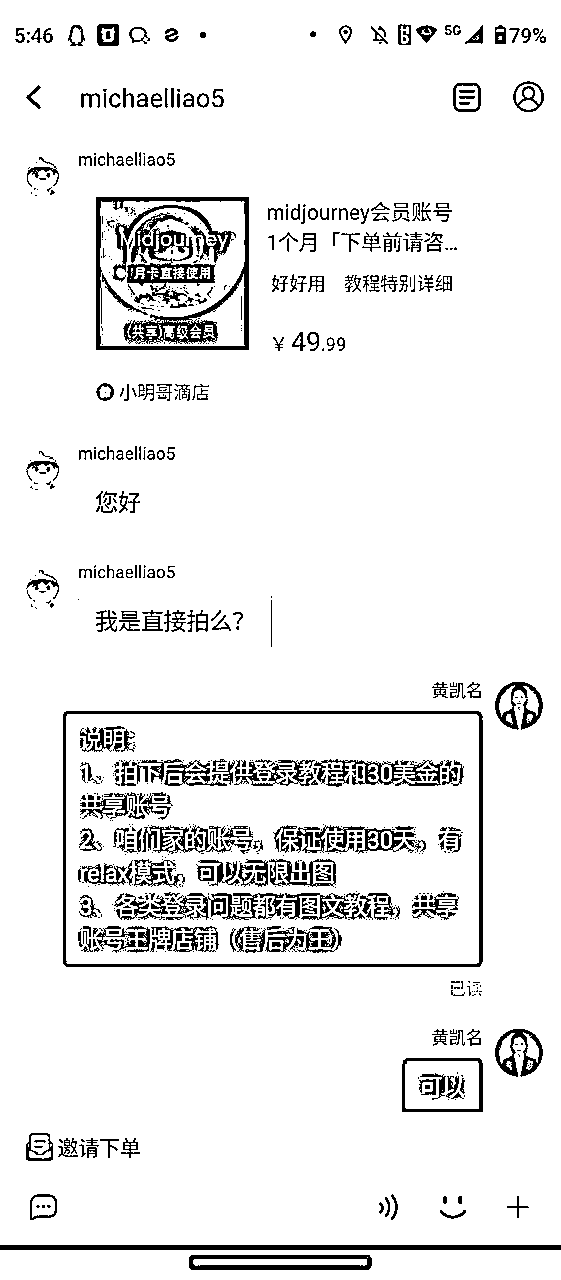 5:46
5G
79%
michaelliao5
michaelliao5
Midjourney
月卡直接使用
(共享)高级会员
midjourney会员账号
1个月「下单前请咨...
好好用 教程特别详细
¥ 49.99
小明哥滴店
michaelliao5
您好
michaelliao5
我是直接拍么?
黄凯名
说明:
1、拍下后会提供登录教程和30美金的
共享账号
2、咱们家的账号，保证使用30天，有
relax模式，可以无限出图
3、各类登录问题都有图文教程，共享
账号王牌店铺（售后为王）
已读
黄凯名
可以
邀请下单